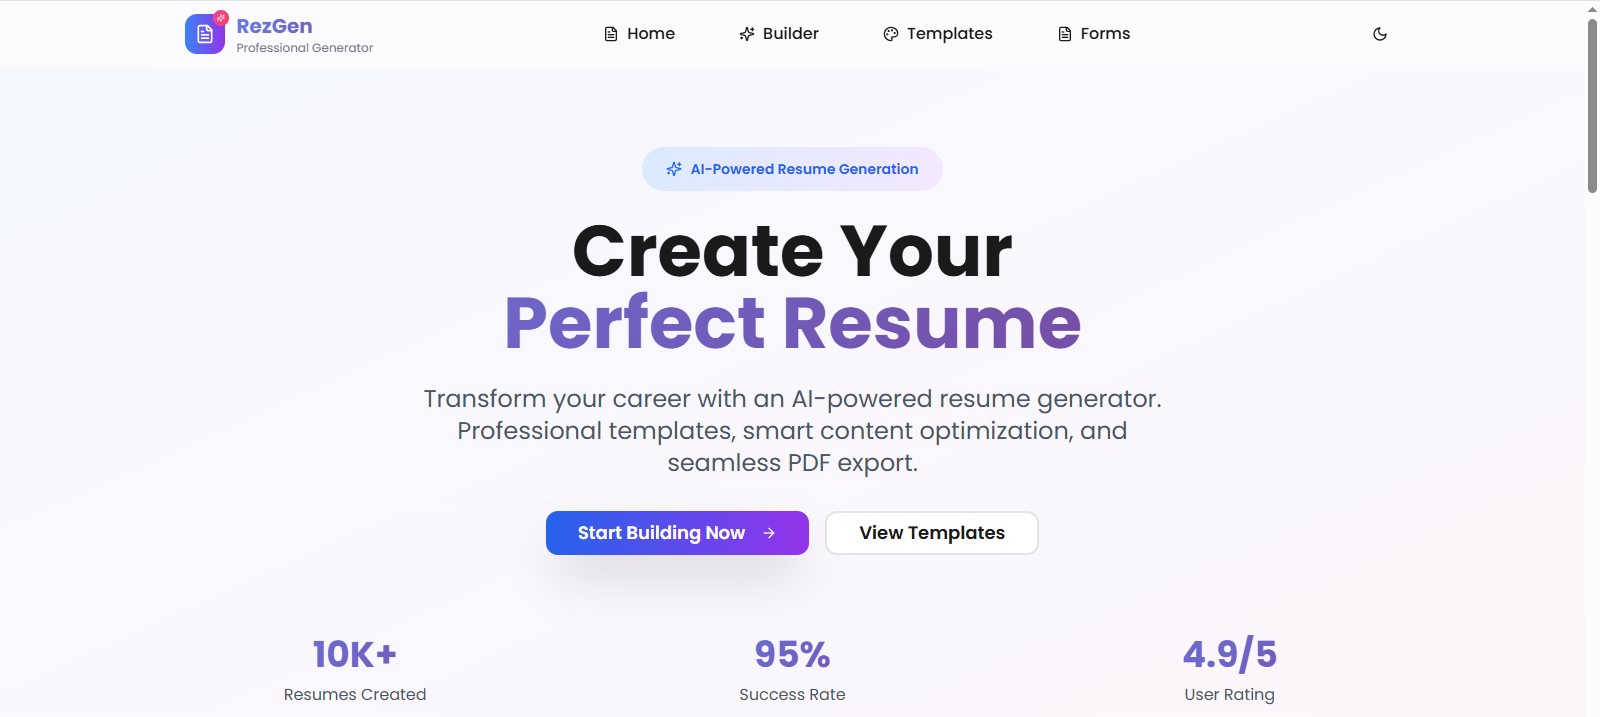 RezGen
Professional Generator
Home
Builder
Templates
Forms
AI-Powered Resume Generation
Create Your
Perfect Resume
Transform your career with an AI-powered resume generator.
Professional templates, smart content optimization, and
seamless PDF export.
Start Building Now
View Templates
10K+
Resumes Created
95%
Success Rate
4.9/5
User Rating